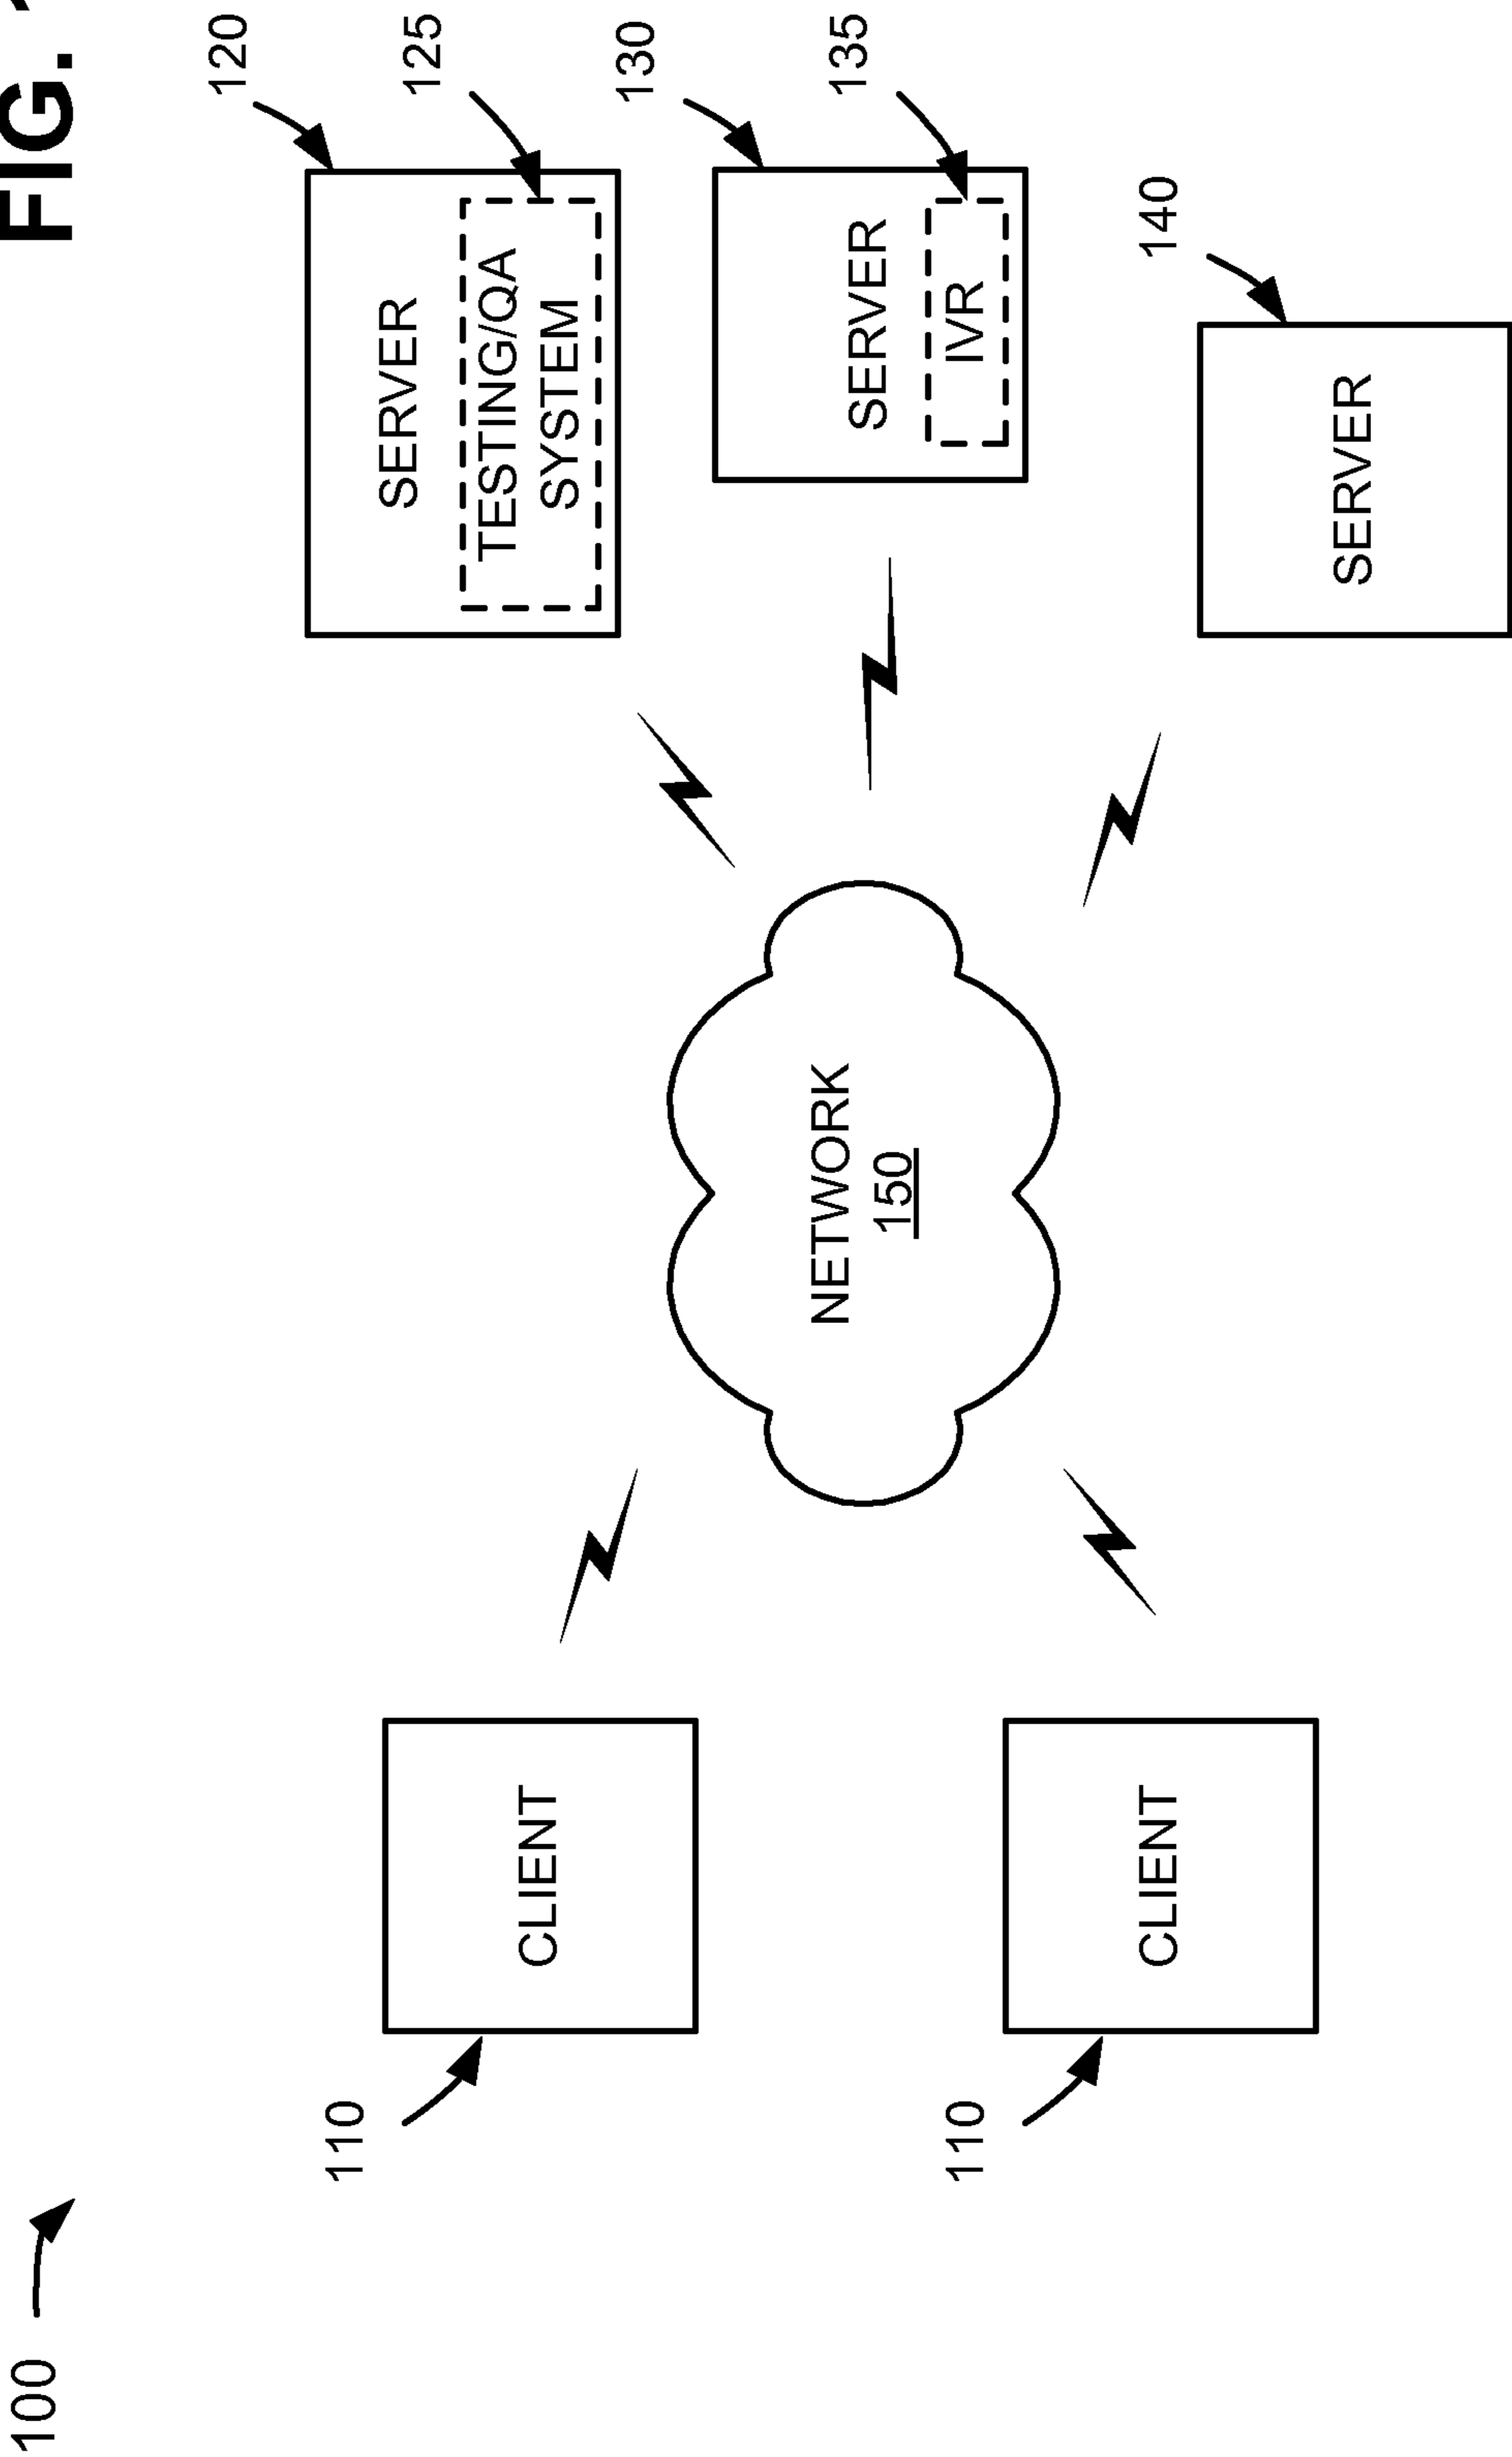 FIG. 1
100
110
CLIENT
110
CLIENT
NETWORK
150
120
SERVER
125
TESTING/QA
SYSTEM
130
SERVER
135
IVR
140
SERVER